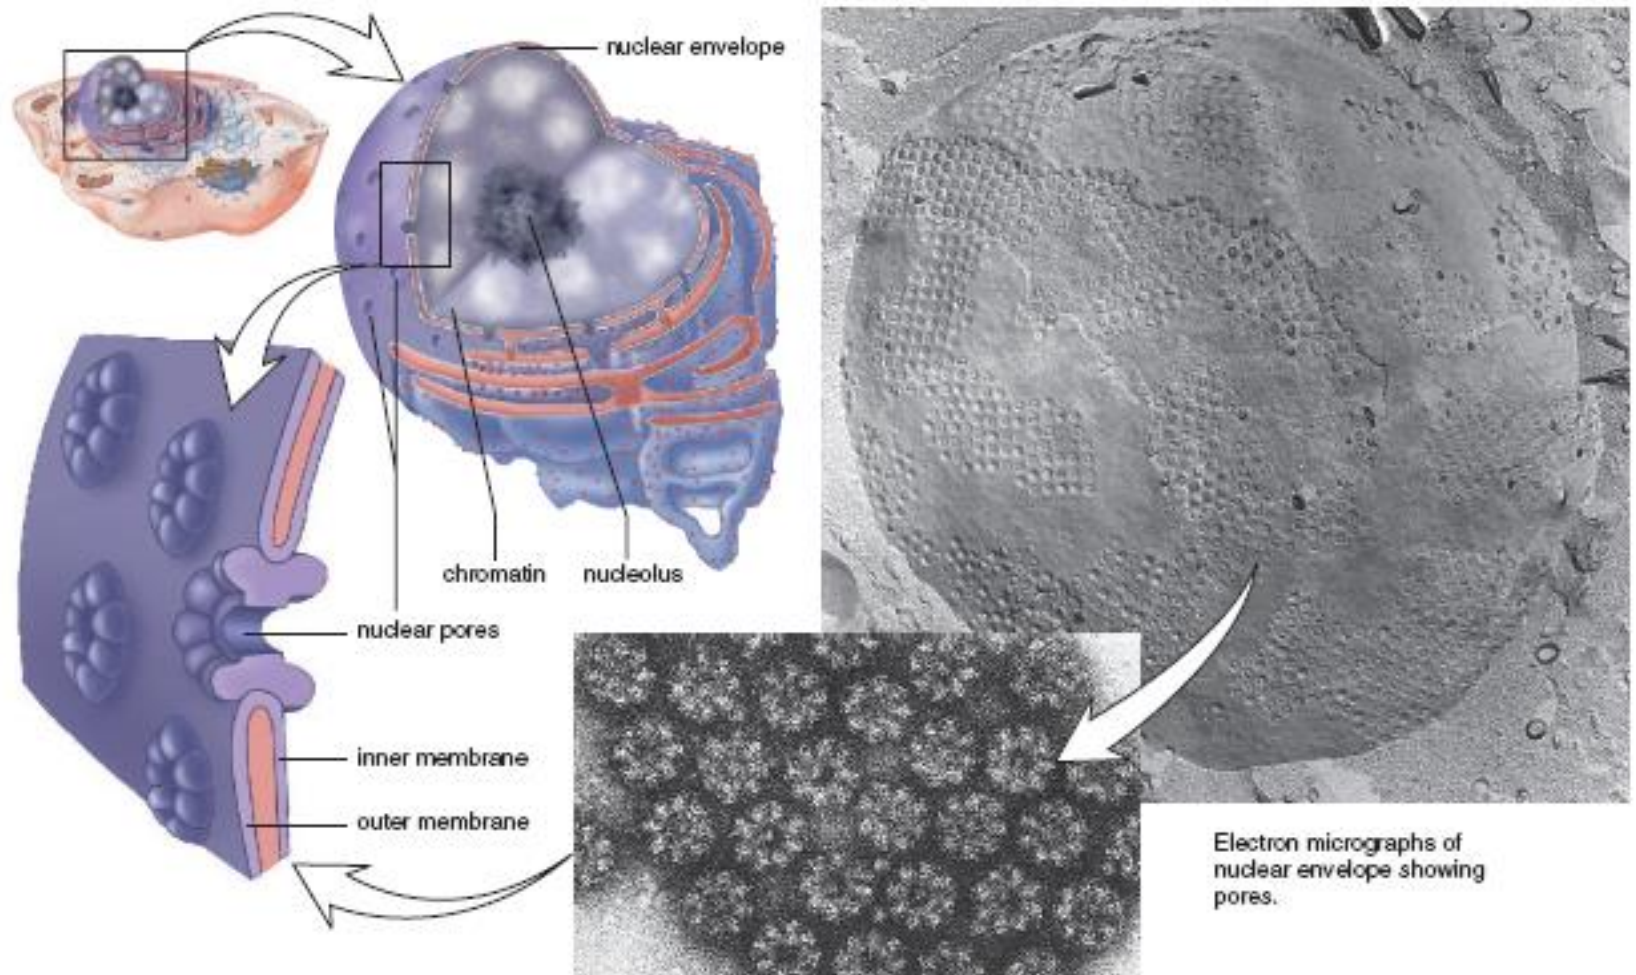 nuclear envelope
chromatin
nucleolus
nuclear pores
inner membrane
outer membrane
Electron micrographs of
nuclear envelope showing
pores.